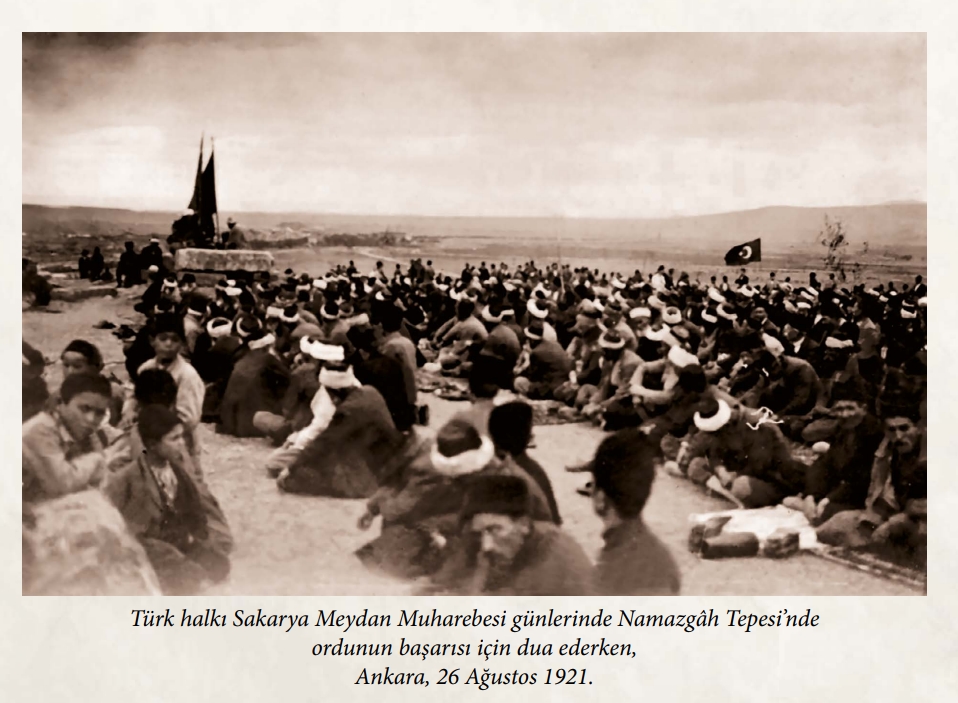 Türk halkı Sakarya Meydan Muharebesi günlerinde Namazgâh Tepesi’nde
ordunun başarısı için dua ederken,
Ankara, 26 Ağustos 1921.